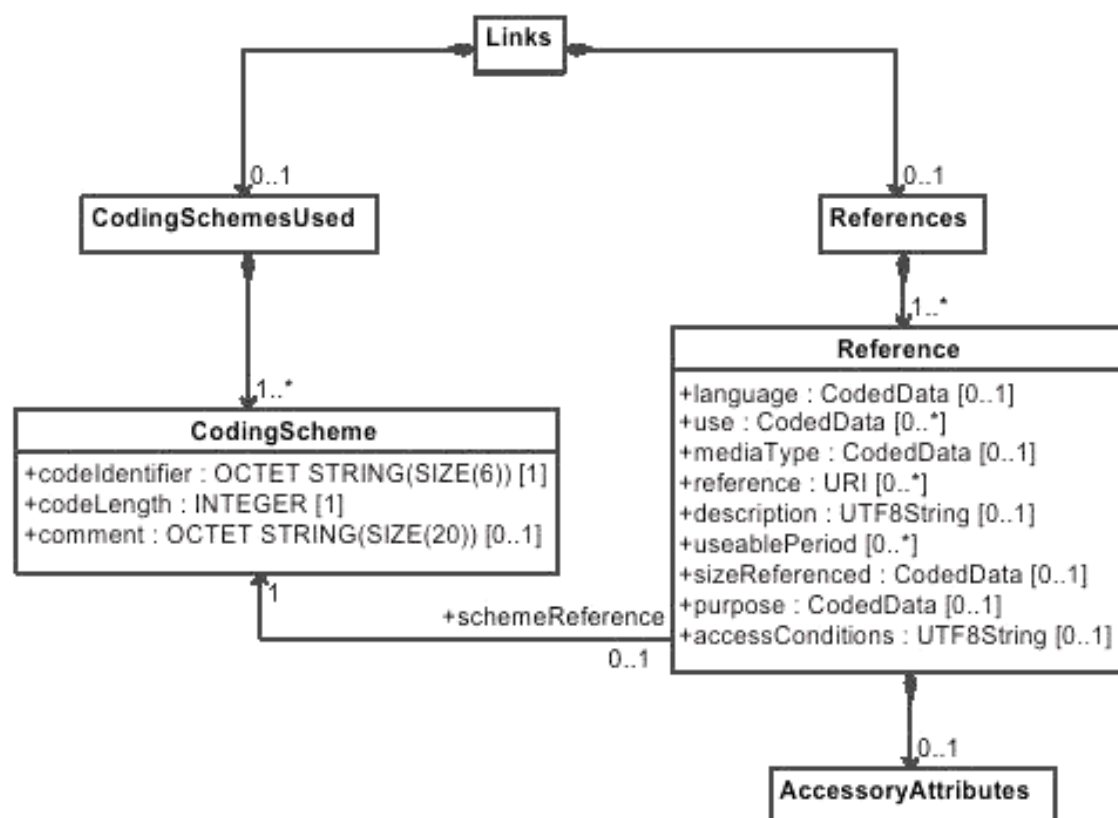 Links
0..1
0..1
CodingSchemesUsed
References
1..*
1..*
Reference
+language : CodedData [0..1]
+use : CodedData [0..*]
+mediaType : CodedData [0..1]
+reference : URI [0..*]
+description : UTF8String [0..1]
+useablePeriod [0..*]
+sizeReferenced : CodedData [0..1]
+purpose : CodedData [0..1]
+accessConditions : UTF8String [0..1]
CodingScheme
+codeIdentifier : OCTET STRING(SIZE(6)) [1]
+codeLength : INTEGER [1]
+comment : OCTET STRING(SIZE(20)) [0..1]
1
+schemeReference
0..1
0..1
AccessoryAttributes